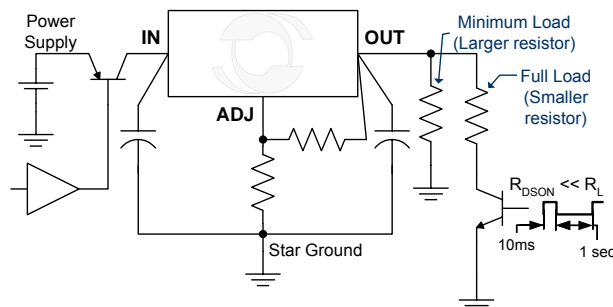 Power
Supply
IN
OUT
Minimum Load
(Larger resistor)
Full Load
(Smaller
resistor)
ADJ
R_DSON << R_L
10ms
1 sec
Star Ground